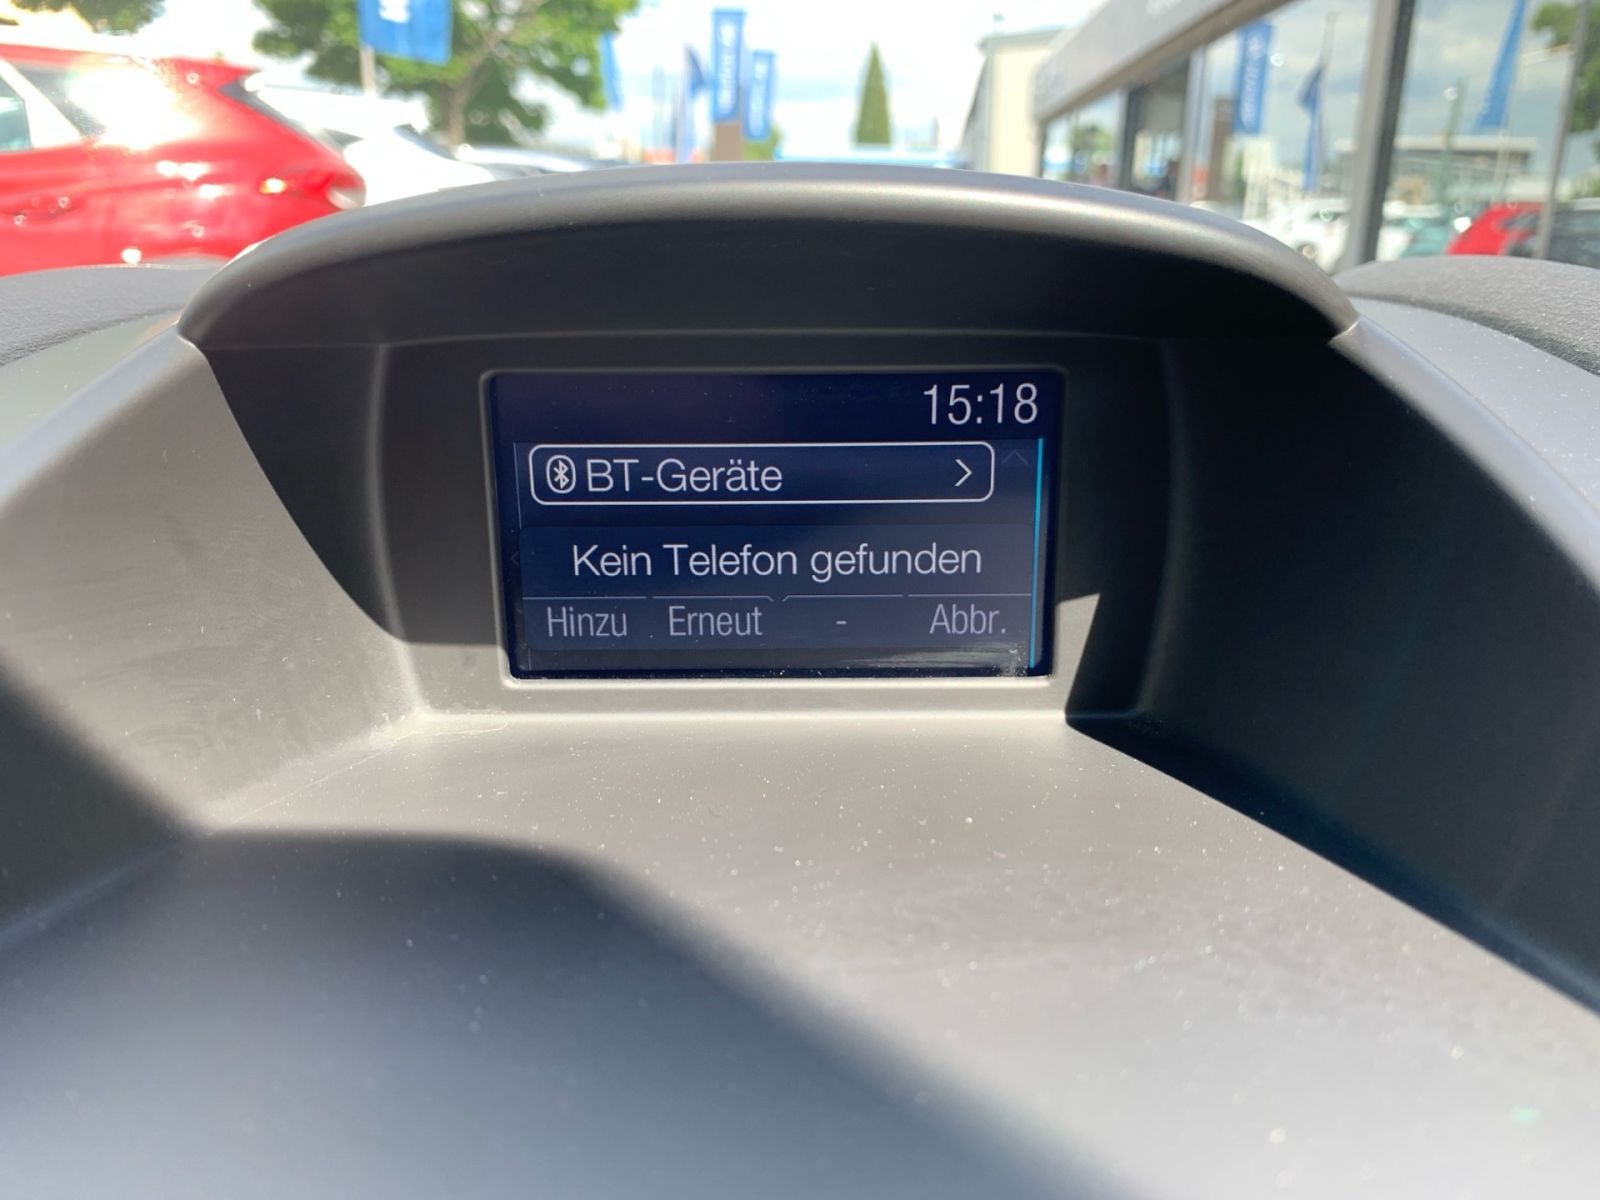 15:18
BT-Geräte
Kein Telefon gefunden
Hinzu Erneut - Abbr.